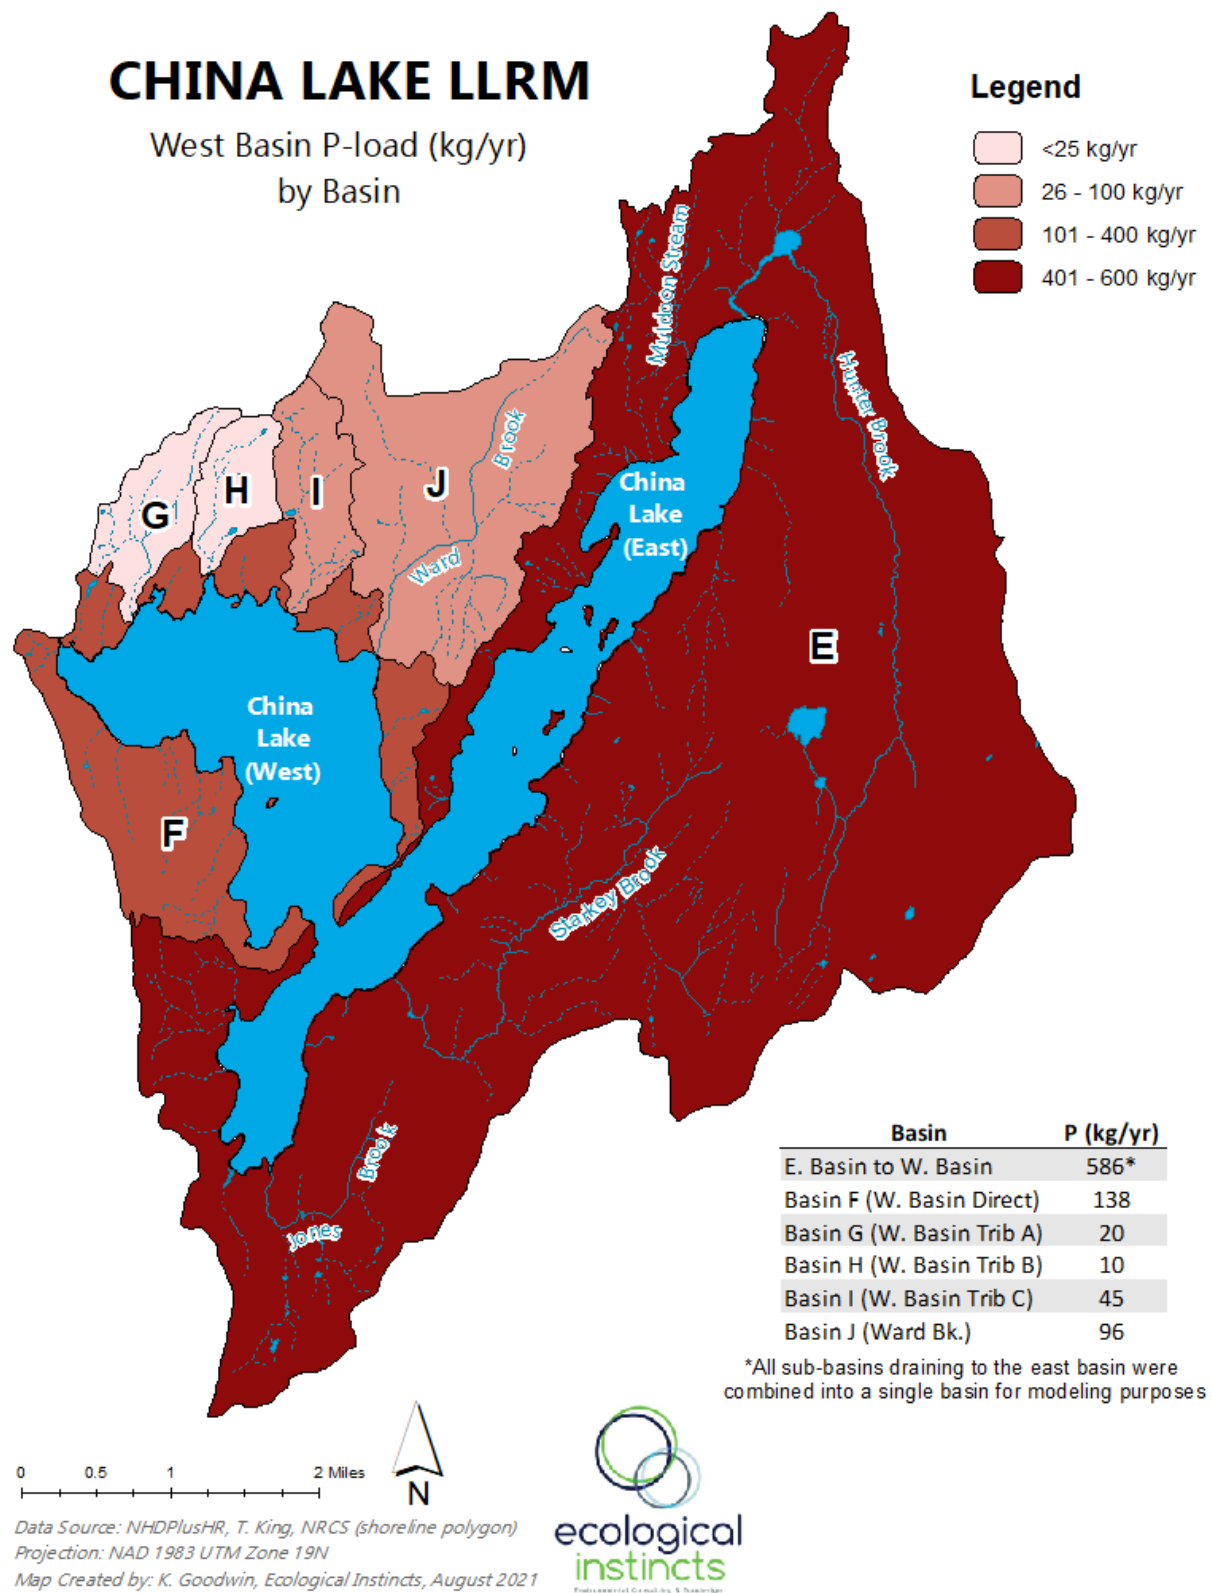 CHINA LAKE LLRM
West Basin P-load (kg/yr)
by Basin
Legend
<25 kg/yr
26 - 100 kg/yr
101 - 400 kg/yr
401 - 600 kg/yr
Muldoon Stream
Hunter Brook
Brook
Ward
G
H
I
J
China
Lake
(East)
E
China
Lake
(West)
F
Starkey Brook
Brook
Jones
Basin P (kg/yr)
E. Basin to W. Basin 586*
Basin F (W. Basin Direct) 138
Basin G (W. Basin Trib A) 20
Basin H (W. Basin Trib B) 10
Basin I (W. Basin Trib C) 45
Basin J (Ward Bk.) 96
*All sub-basins draining to the east basin were
combined into a single basin for modeling purposes
0 0.5 1 2 Miles
N
Data Source: NHDPlusHR, T. King, NRCS (shoreline polygon)
Projection: NAD 1983 UTM Zone 19N
Map Created by: K. Goodwin, Ecological Instincts, August 2021
ecological
instincts